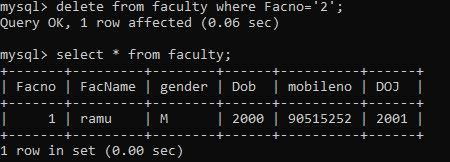 mysql> delete from faculty where Facno='2';
Query OK, 1 row affected (0.06 sec)
mysql> select * from faculty;
+-------+---------+--------+------+----------+------+
| Facno | FacName | gender | Dob  | mobileno | DOJ  |
+-------+---------+--------+------+----------+------+
|     1 | ramu    | M      | 2000 | 90515252 | 2001 |
+-------+---------+--------+------+----------+------+
1 row in set (0.00 sec)